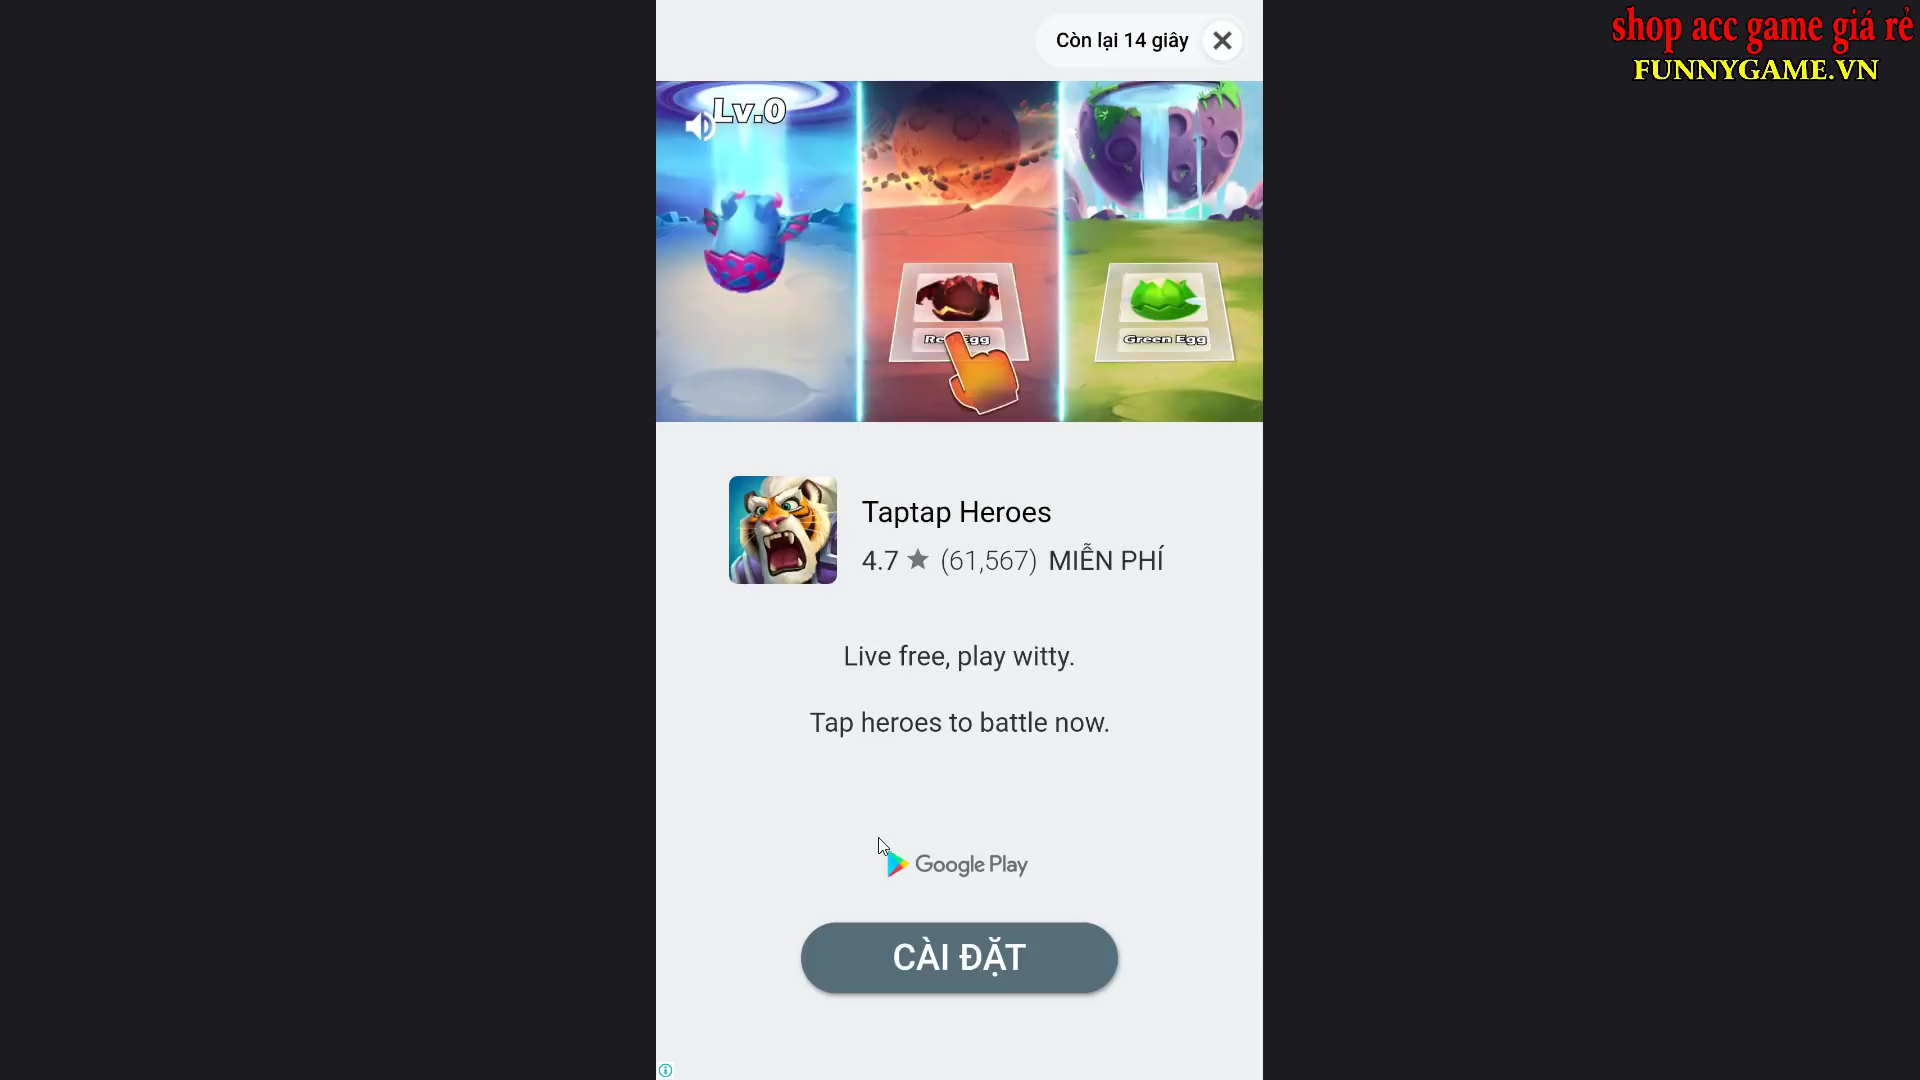 Còn lại 14 giây
shop acc game giá rẻ
FUNNYGAME.VN
Lv.0
Egg
Green Egg
Taptap Heroes
4.7 ★ (61,567) MIỄN PHÍ
Live free, play witty.
Tap heroes to battle now.
Google Play
CÀI ĐẶT